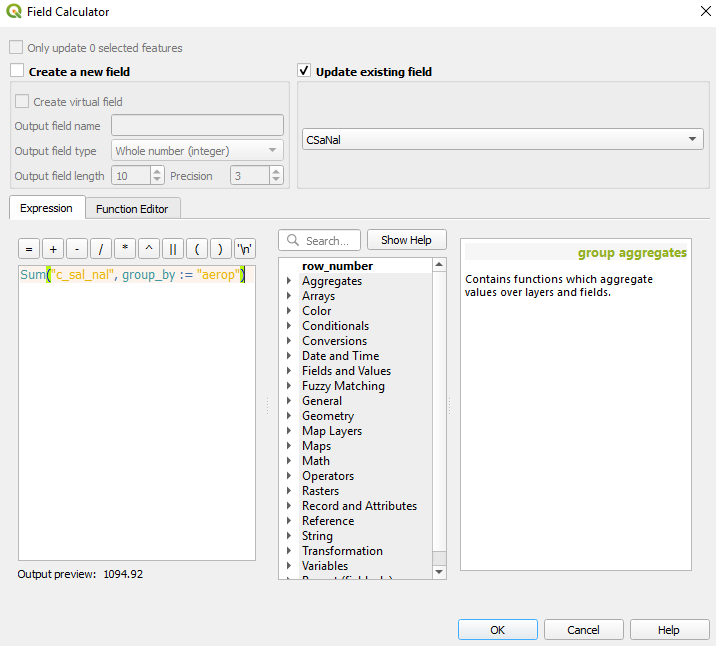 Field Calculator
Only update 0 selected features
Create a new field
Update existing field
Create virtual field
Output field name
Output field type
Whole number (integer)
Output field length
10
Precision
3
CSaNal
Expression
Function Editor
=
+
-
/
*
^
||
(
)
'\n'
Search...
Show Help
Sum("c_sal_nal", group_by := "aerop")
row_number
Aggregates
Arrays
Color
Conditionals
Conversions
Date and Time
Fields and Values
Fuzzy Matching
General
Geometry
Map Layers
Maps
Math
Operators
Rasters
Record and Attributes
Reference
String
Transformation
Variables
group aggregates
Contains functions which aggregate
values over layers and fields.
Output preview: 1094.92
OK
Cancel
Help